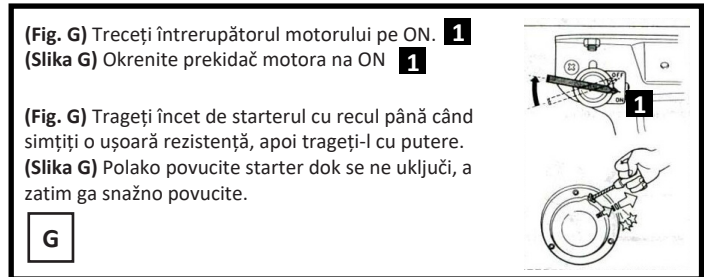 (Fig. G) Treceți întrerupătorul motorului pe ON. 1
(Slika G) Okrenite prekidač motora na ON 1
(Fig. G) Trageți încet de starterul cu recul până când
simțiți o ușoară rezistență, apoi trageți-l cu putere.
(Slika G) Polako povucite starter dok se ne uključi, a
zatim ga snažno povucite.
G
OFF
ON
1